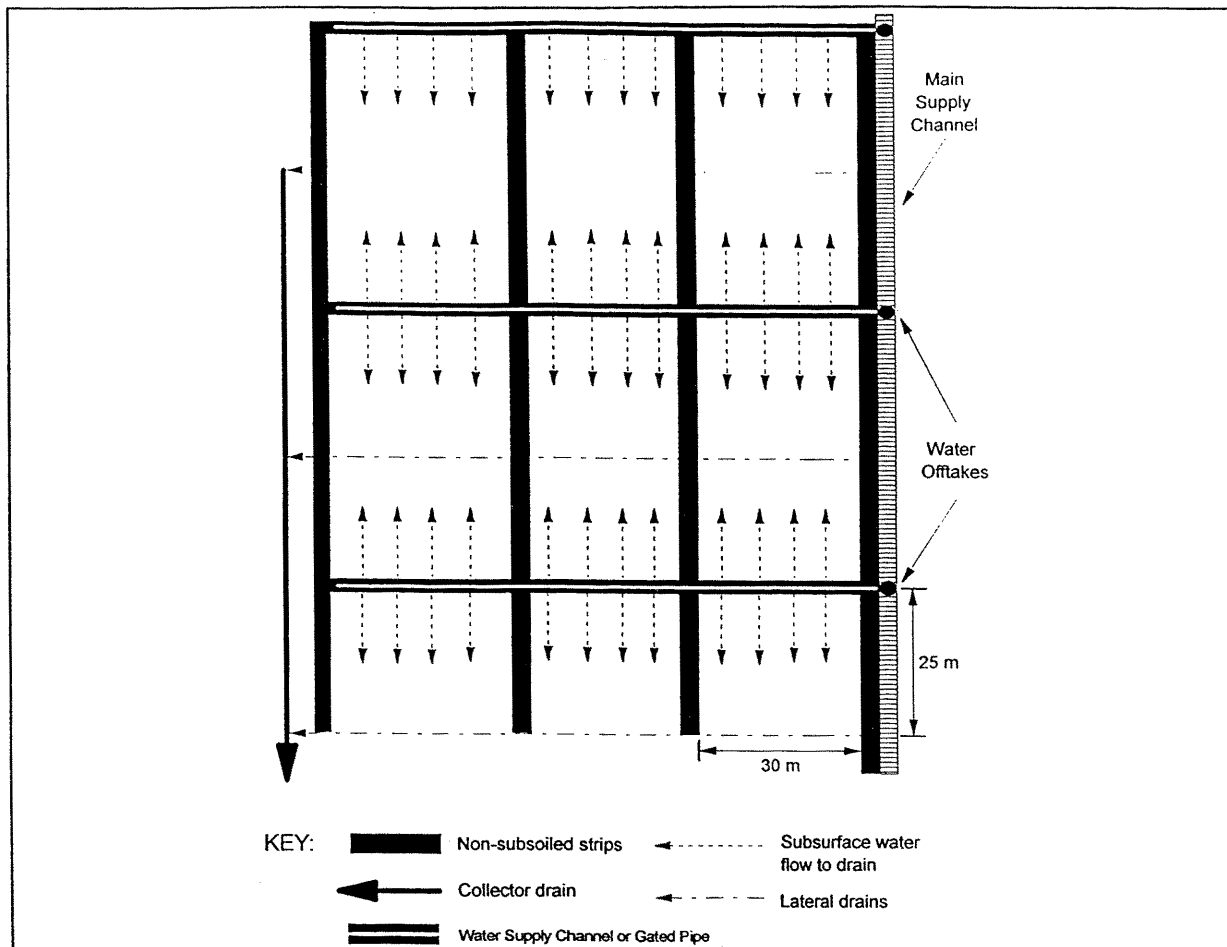 Main
Supply
Channel
Water
Offtakes
25 m
30 m
KEY:
Non-subsoiled strips
Subsurface water
flow to drain
Collector drain
Lateral drains
Water Supply Channel or Gated Pipe